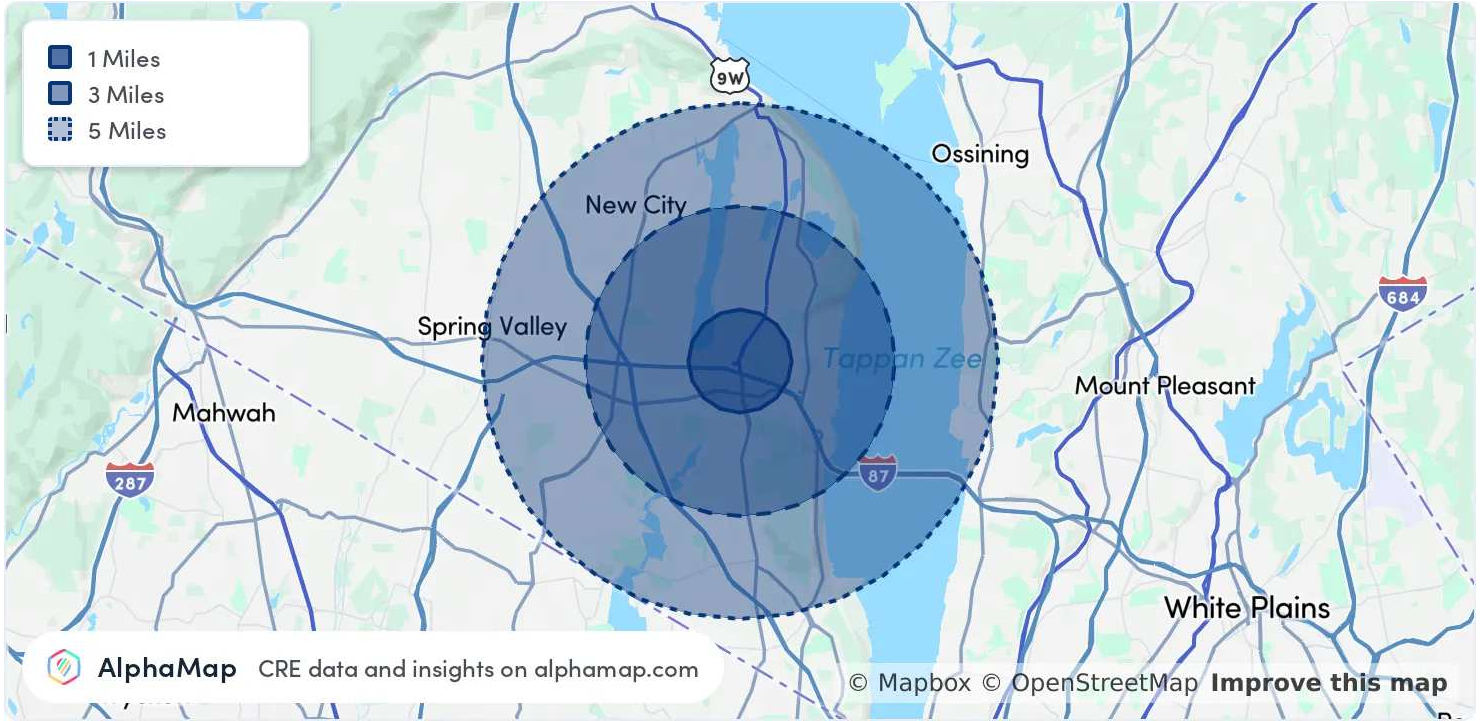 1 Miles
3 Miles
5 Miles
9W
Ossining
New City
684
Spring Valley
Tappan Zee
Mount Pleasant
Mahwah
287
87
White Plains
AlphaMap CRE data and insights on alphamap.com
© Mapbox © OpenStreetMap Improve this map